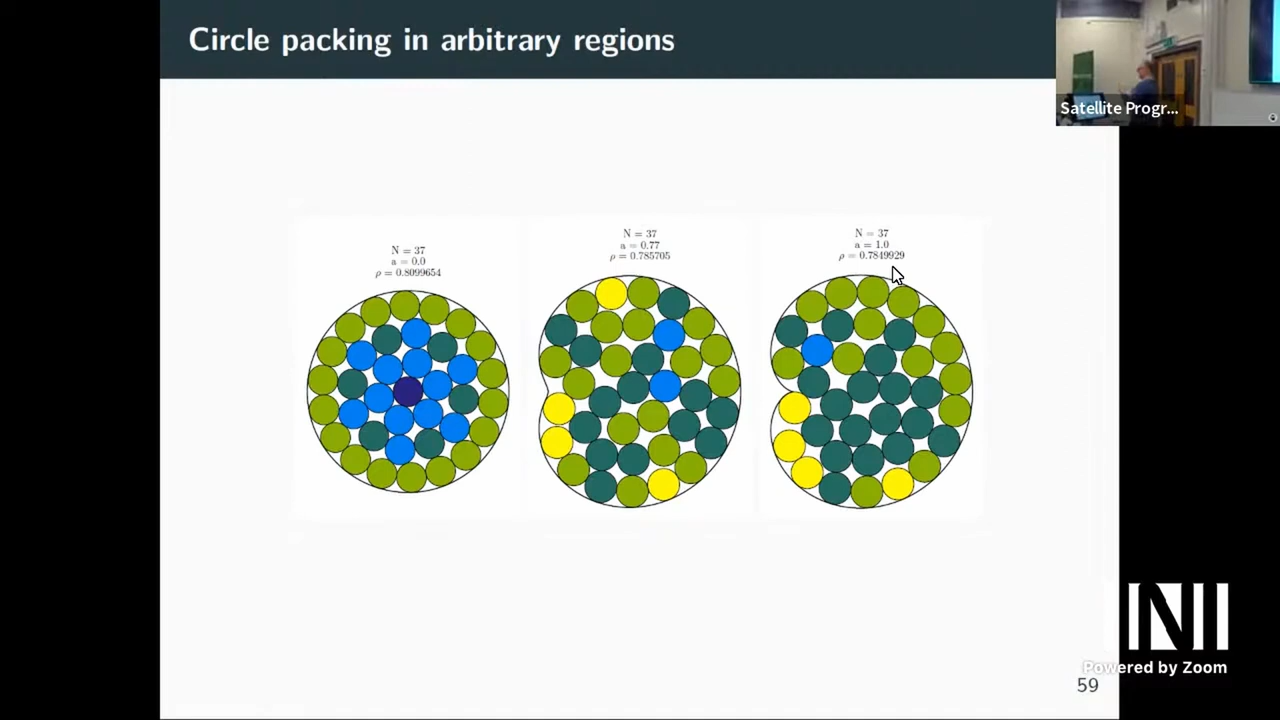 Circle packing in arbitrary regions
Satellite Progr...
N = 37
a = 0.0
ρ = 0.8099654
N = 37
a = 0.77
ρ = 0.785705
N = 37
a = 1.0
ρ = 0.7849929
Powered by Zoom
59